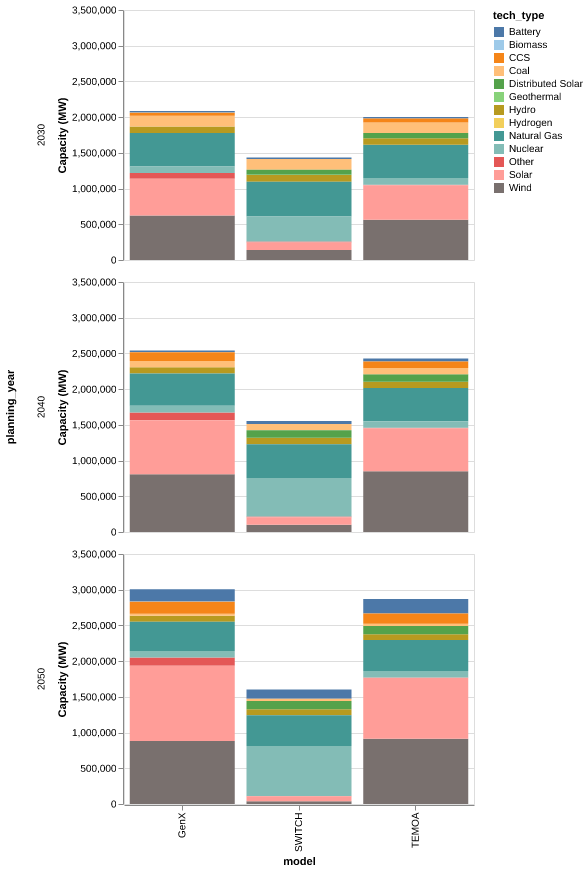 tech_type
Battery
Biomass
CCS
Coal
Distributed Solar
Geothermal
Hydro
Hydrogen
Natural Gas
Nuclear
Other
Solar
Wind
planning_year
2030
Capacity (MW)
3,500,000
3,000,000
2,500,000
2,000,000
1,500,000
1,000,000
500,000
0
2040
Capacity (MW)
3,500,000
3,000,000
2,500,000
2,000,000
1,500,000
1,000,000
500,000
0
2050
Capacity (MW)
3,500,000
3,000,000
2,500,000
2,000,000
1,500,000
1,000,000
500,000
0
GenX
SWITCH
TEMOA
model